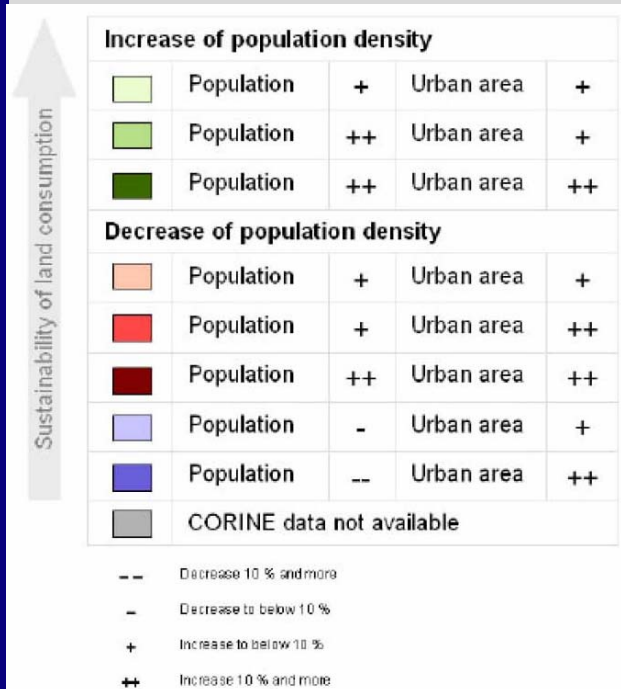 Sustainability of land consumption
Increase of population density
Population + Urban area +
Population ++ Urban area +
Population ++ Urban area ++
Decrease of population density
Population + Urban area +
Population + Urban area ++
Population ++ Urban area ++
Population - Urban area +
Population -- Urban area ++
CORINE data not available
-- Decrease 10 % and more
- Decrease to below 10 %
+ Increase to below 10 %
++ Increase 10 % and more